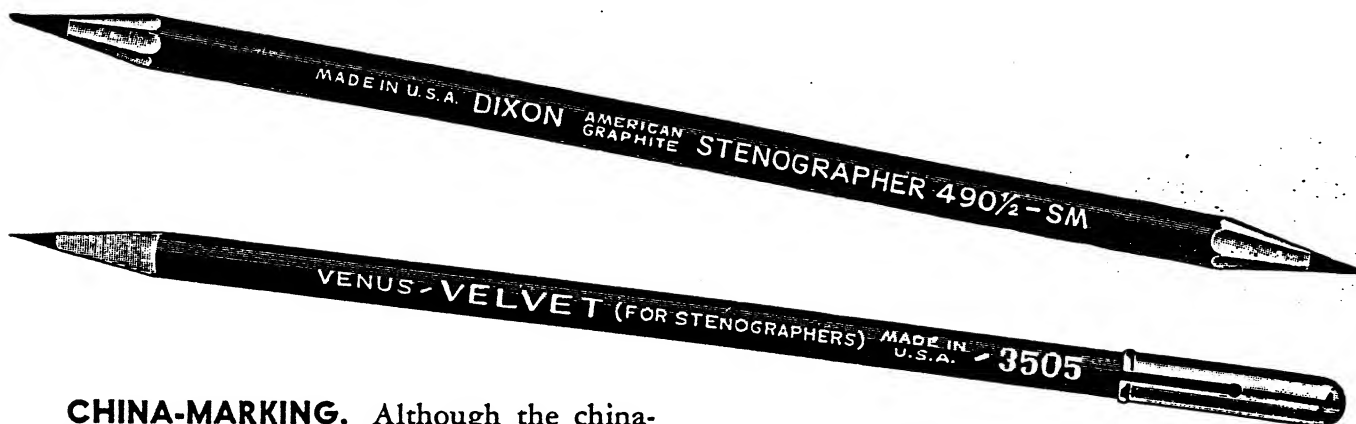 MADE IN U.S.A. DIXON AMERICAN GRAPHITE STENOGRAPHER 490½-SM
VENUS-VELVET (FOR STENOGRAPHERS) MADE IN U.S.A. -3505
CHINA-MARKING. Although the china-